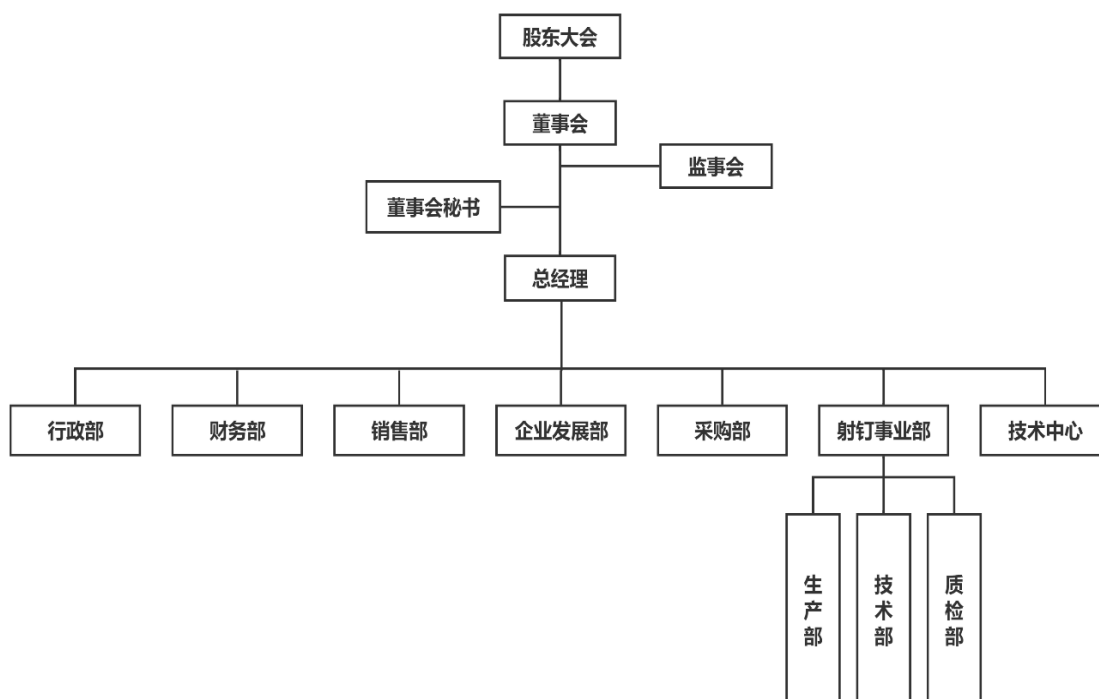 股东大会
董事会
监事会
董事会秘书
总经理
行政部
财务部
销售部
企业发展部
采购部
射钉事业部
技术中心
生产部
技术部
质检部